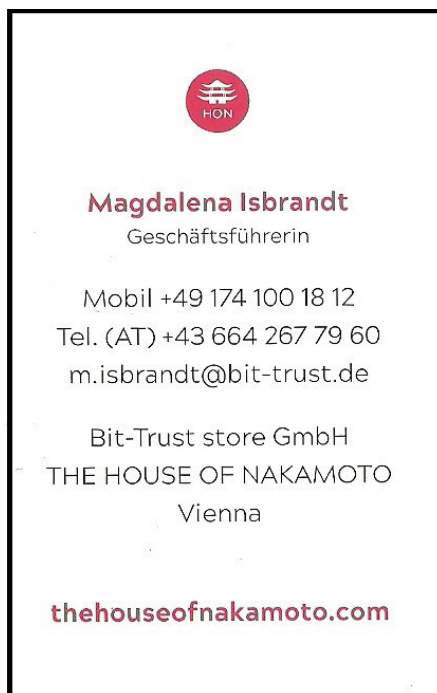 HON
Magdalena Isbrandt
Geschäftsführerin
Mobil +49 174 100 18 12
Tel. (AT) +43 664 267 79 60
m.isbrandt@bit-trust.de
Bit-Trust store GmbH
THE HOUSE OF NAKAMOTO
Vienna
thehouseofnakamoto.com